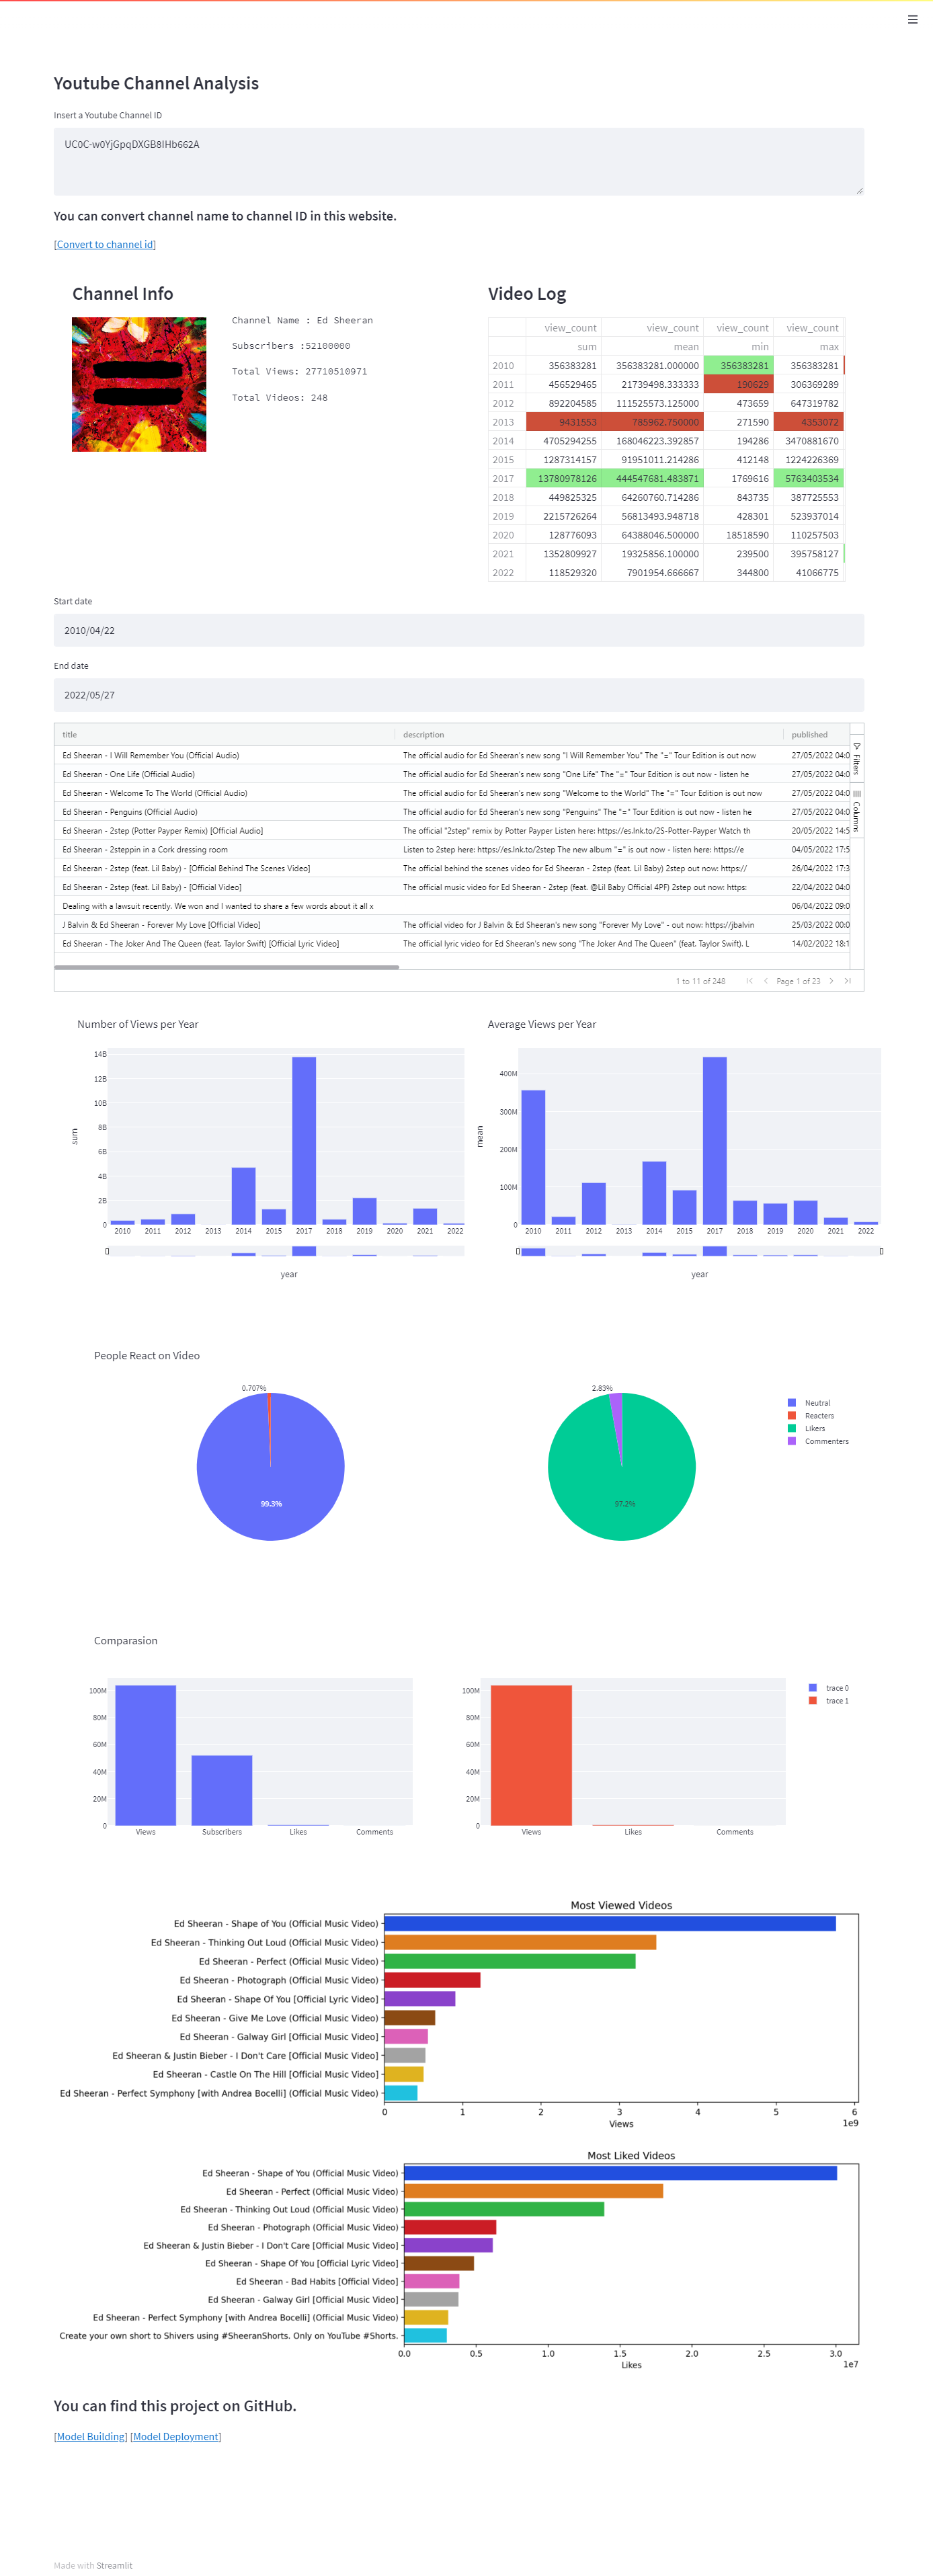 Youtube Channel Analysis
Insert a Youtube Channel ID
UC0C-w0YjGpqDXGB8IHb662A
You can convert channel name to channel ID in this website.
[Convert to channel id]
Channel Info
Channel Name : Ed Sheeran
Subscribers :52100000
Total Views: 27710510971
Total Videos: 248
Video Log
view_count view_count view_count view_count
sum mean min max
2010 356383281 356383281.000000 356383281 356383281
2011 456529465 21739498.333333 190629 306369289
2012 892204585 111525573.125000 473659 647319782
2013 9431553 785962.750000 271590 4353072
2014 4705294255 168046223.392857 194286 3470881670
2015 1287314157 91951011.214286 412148 1224226369
2017 13780978126 444547681.483871 1769616 5763403534
2018 449825325 64260760.714286 843735 387725553
2019 2215726264 56813493.948718 428301 523937014
2020 128776093 64388046.500000 18518590 110257503
2021 1352809927 19325856.100000 239500 395758127
2022 118529320 7901954.666667 344800 41066775
Start date
2010/04/22
End date
2022/05/27
title description published
Ed Sheeran - I Will Remember You (Official Audio) The official audio for Ed Sheeran's new song "I Will Remember You" The "=" Tour Edition is out now 27/05/2022 04:0
Ed Sheeran - One Life (Official Audio) The official audio for Ed Sheeran's new song "One Life" The "=" Tour Edition is out now - listen he 27/05/2022 04:0
Ed Sheeran - Welcome To The World (Official Audio) The official audio for Ed Sheeran's new song "Welcome to the World" The "=" Tour Edition is out now 27/05/2022 04:0
Ed Sheeran - Penguins (Official Audio) The official audio for Ed Sheeran's new song "Penguins" The "=" Tour Edition is out now - listen he 27/05/2022 04:0
Ed Sheeran - 2step (Potter Payper Remix) [Official Audio] The official "2step" remix by Potter Payper Listen here: https://es.lnk.to/2S-Potter-Payper Watch th 20/05/2022 14:5
Ed Sheeran - 2steppin in a Cork dressing room Listen to 2step here: https://es.lnk.to/2step The new album "=" is out now - listen here: https://e 04/05/2022 17:5
Ed Sheeran - 2step (feat. Lil Baby) - [Official Behind The Scenes Video] The official behind the scenes video for Ed Sheeran - 2step (feat. Lil Baby) 2step out now: https:// 26/04/2022 17:3
Ed Sheeran - 2step (feat. Lil Baby) - [Official Video] The official music video for Ed Sheeran - 2step (feat. @Lil Baby Official 4PF) 2step out now: https: 22/04/2022 04:0
Dealing with a lawsuit recently. We won and I wanted to share a few words about it all x 06/04/2022 09:0
J Balvin & Ed Sheeran - Forever My Love [Official Video] The official video for J Balvin & Ed Sheeran's new song "Forever My Love" - out now: https://jbalvin 25/03/2022 00:0
Ed Sheeran - The Joker And The Queen (feat. Taylor Swift) [Official Lyric Video] The official lyric video for Ed Sheeran's new song "The Joker And The Queen" (feat. Taylor Swift). L 14/02/2022 18:1
Filters
Columns
1 to 11 of 248 Page 1 of 23
Number of Views per Year
14B
12B
10B
8B
6B
4B
2B
0
sum
2010 2011 2012 2013 2014 2015 2017 2018 2019 2020 2021 2022
year
Average Views per Year
400M
300M
200M
100M
0
mean
2010 2011 2012 2013 2014 2015 2017 2018 2019 2020 2021 2022
year
People React on Video
0.707%
99.3%
2.83%
97.2%
Neutral
Reacters
Likers
Commenters
Comparasion
100M
80M
60M
40M
20M
0
Views Subscribers Likes Comments
100M
80M
60M
40M
20M
0
Views Likes Comments
trace 0
trace 1
Most Viewed Videos
Ed Sheeran - Shape of You (Official Music Video)
Ed Sheeran - Thinking Out Loud (Official Music Video)
Ed Sheeran - Perfect (Official Music Video)
Ed Sheeran - Photograph (Official Music Video)
Ed Sheeran - Shape Of You [Official Lyric Video]
Ed Sheeran - Give Me Love (Official Music Video)
Ed Sheeran - Galway Girl [Official Music Video]
Ed Sheeran & Justin Bieber - I Don't Care [Official Music Video]
Ed Sheeran - Castle On The Hill [Official Music Video]
Ed Sheeran - Perfect Symphony [with Andrea Bocelli] (Official Music Video)
0 1 2 3 4 5 6
1e9
Views
Most Liked Videos
Ed Sheeran - Shape of You (Official Music Video)
Ed Sheeran - Perfect (Official Music Video)
Ed Sheeran - Thinking Out Loud (Official Music Video)
Ed Sheeran - Photograph (Official Music Video)
Ed Sheeran & Justin Bieber - I Don't Care [Official Music Video]
Ed Sheeran - Shape Of You [Official Lyric Video]
Ed Sheeran - Bad Habits [Official Video]
Ed Sheeran - Galway Girl [Official Music Video]
Ed Sheeran - Perfect Symphony [with Andrea Bocelli] (Official Music Video)
Create your own short to Shivers using #SheeranShorts. Only on YouTube #Shorts.
0.0 0.5 1.0 1.5 2.0 2.5 3.0
1e7
Likes
You can find this project on GitHub.
[Model Building] [Model Deployment]
Made with Streamlit